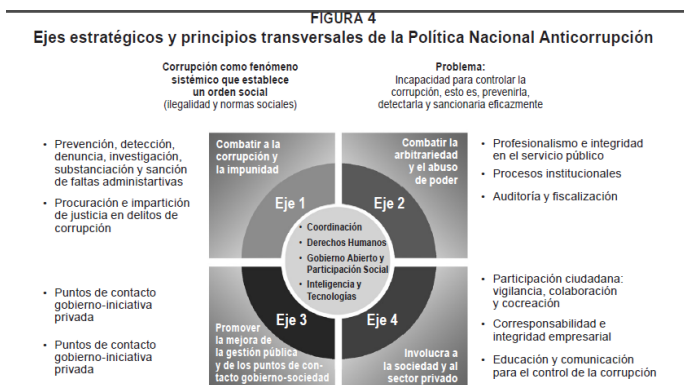 FIGURA 4
Ejes estratégicos y principios transversales de la Política Nacional Anticorrupción
Corrupción como fenómeno
sistémico que establece
un orden social
(ilegalidad y normas sociales)
Problema:
Incapacidad para controlar la
corrupción, esto es, prevenirla,
detectarla y sancionarla eficazmente
• Prevención, detección,
denuncia, investigación,
substanciación y sanción
de faltas administartivas
• Procuración e impartición
de justicia en delitos de
corrupción
Combatir a la
corrupción y
la impunidad
Eje 1
Combatir la
arbitrariedad
y el abuso
de poder
Eje 2
• Profesionalismo e integridad
en el servicio público
• Procesos institucionales
• Auditoría y fiscalización
• Coordinación
• Derechos Humanos
• Gobierno Abierto y
Participación Social
• Inteligencia y
Tecnologías
• Puntos de contacto
gobierno-iniciativa
privada
• Puntos de contacto
gobierno-iniciativa
privada
Eje 3
Promover
la mejora de
la gestión pública
y de los puntos de con-
tacto gobierno-sociedad
Eje 4
Involucra a
la sociedad y al
sector privado
• Participación ciudadana:
vigilancia, colaboración
y cocreación
• Corresponsabilidad e
integridad empresarial
• Educación y comunicación
para el control de la corrupción